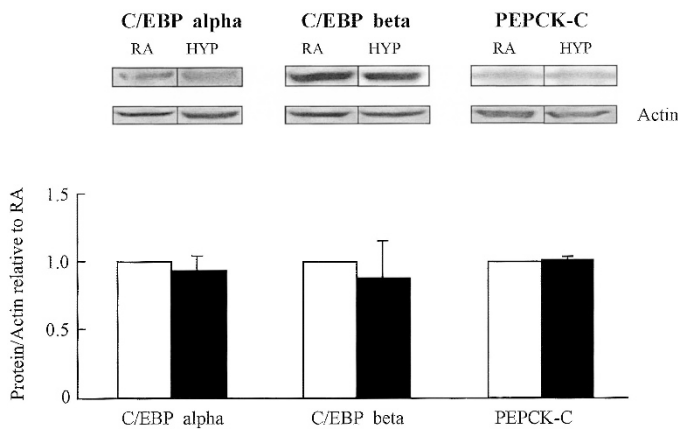 C/EBP alpha C/EBP beta PEPCK-C
RA HYP RA HYP RA HYP
Actin
Protein/Actin relative to RA
1.5
1.0
0.5
0
C/EBP alpha C/EBP beta PEPCK-C